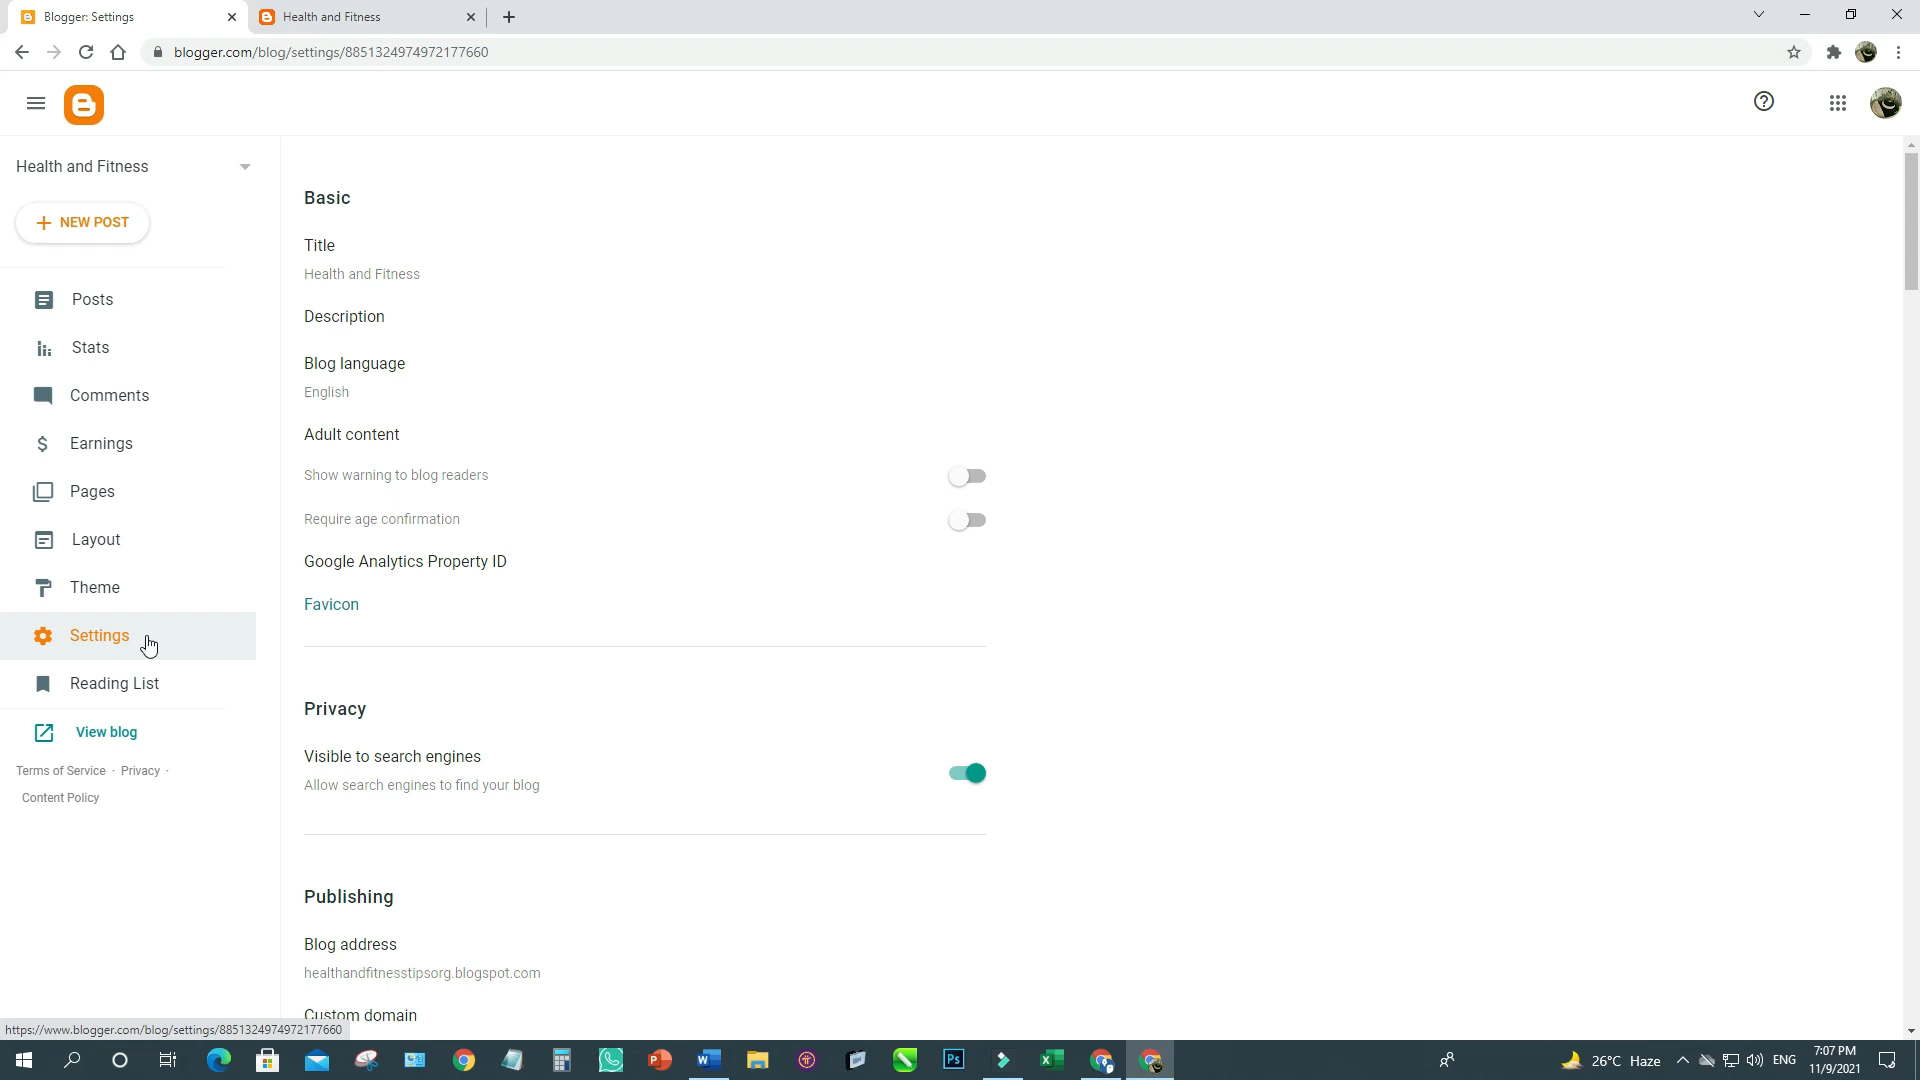 Blogger: Settings
Health and Fitness
blogger.com/blog/settings/8851324974972177660
Health and Fitness
NEW POST
Posts
Stats
Comments
Earnings
Pages
Layout
Theme
Settings
Reading List
View blog
Terms of Service · Privacy ·
Content Policy
Basic
Title
Health and Fitness
Description
Blog language
English
Adult content
Show warning to blog readers
Require age confirmation
Google Analytics Property ID
Favicon
Privacy
Visible to search engines
Allow search engines to find your blog
Publishing
Blog address
healthandfitnesstipsorg.blogspot.com
Custom domain
https://www.blogger.com/blog/settings/8851324974972177660
26°C Haze
ENG
7:07 PM
11/9/2021